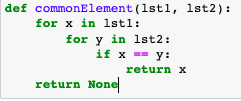 def commonElement(lst1, lst2):
    for x in lst1:
        for y in lst2:
            if x == y:
                return x
    return None